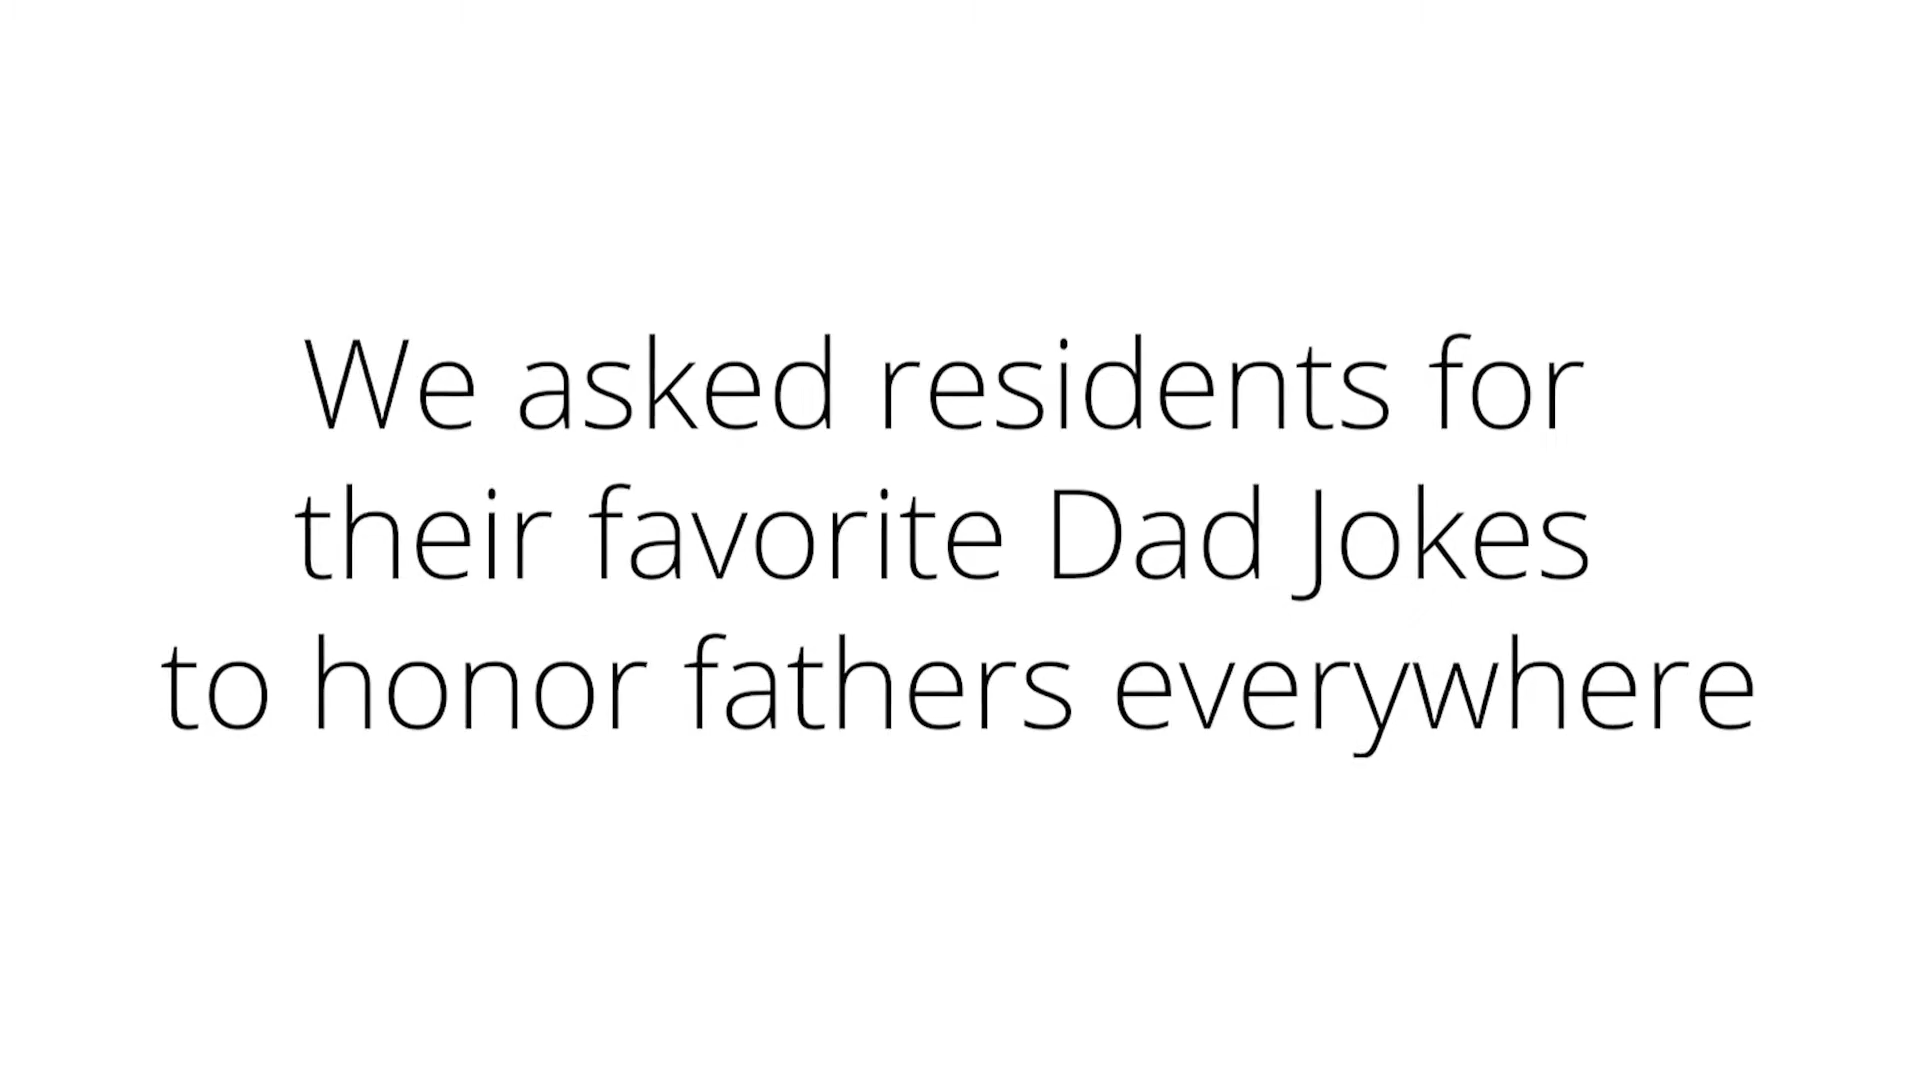 We asked residents for
their favorite Dad Jokes
to honor fathers everywhere